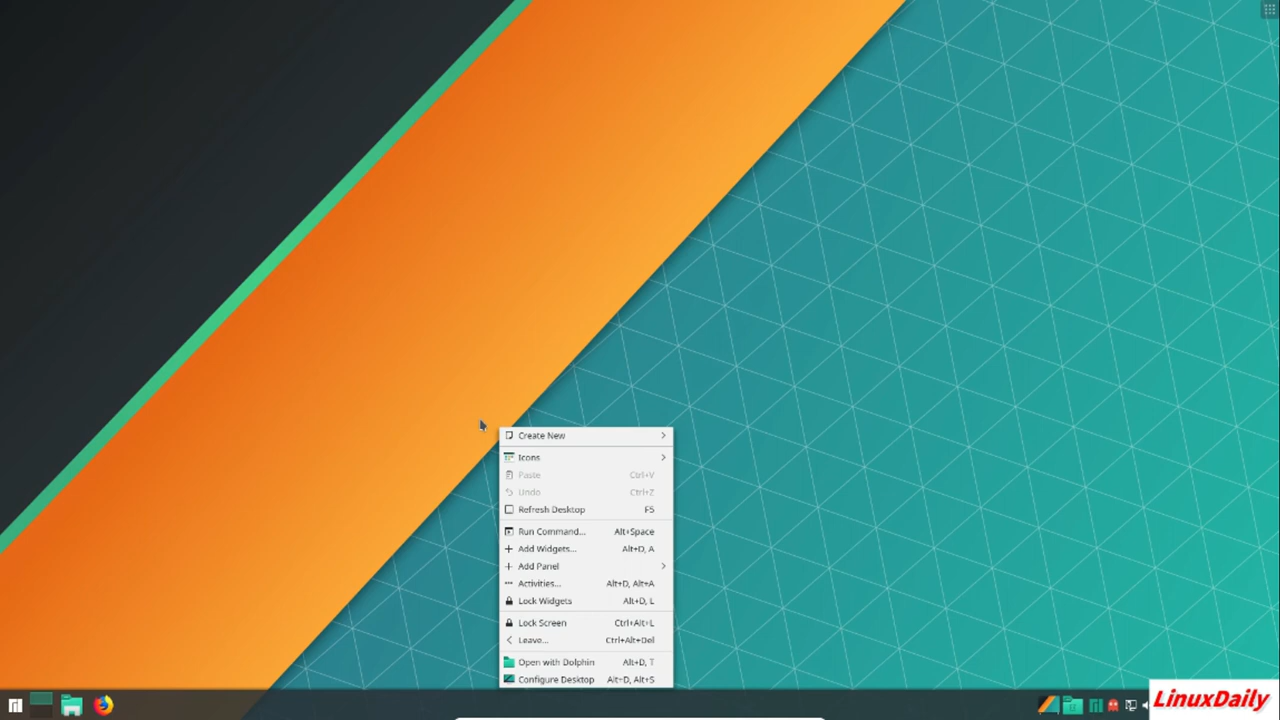 Create New
Icons
Paste Ctrl+V
Undo Ctrl+Z
Refresh Desktop F5
Run Command... Alt+Space
Add Widgets... Alt+D, A
Add Panel
Activities... Alt+D, Alt+A
Lock Widgets Alt+D, L
Lock Screen Ctrl+Alt+L
Leave... Ctrl+Alt+Del
Open with Dolphin Alt+D, T
Configure Desktop Alt+D, Alt+S
LinuxDaily